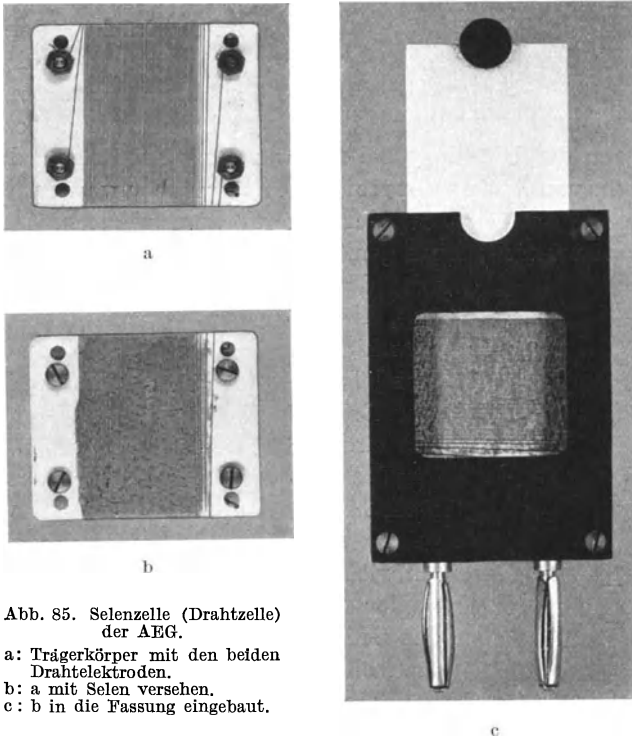 a
b
Abb. 85. Selenzelle (Drahtzelle)
der AEG.
a: Trägerkörper mit den beiden
Drahtelektroden.
b: a mit Selen versehen.
c: b in die Fassung eingebaut.
c